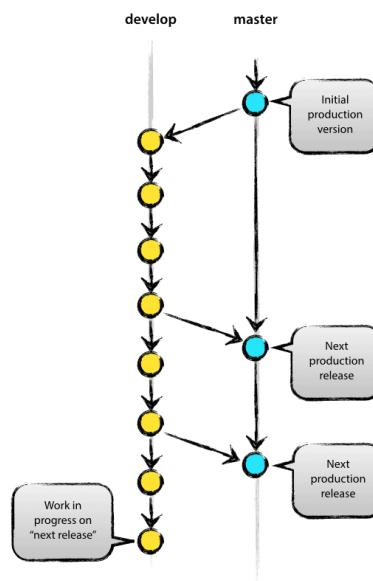 develop
master
Initial
production
version
Next
production
release
Next
production
release
Work in
progress on
“next release”